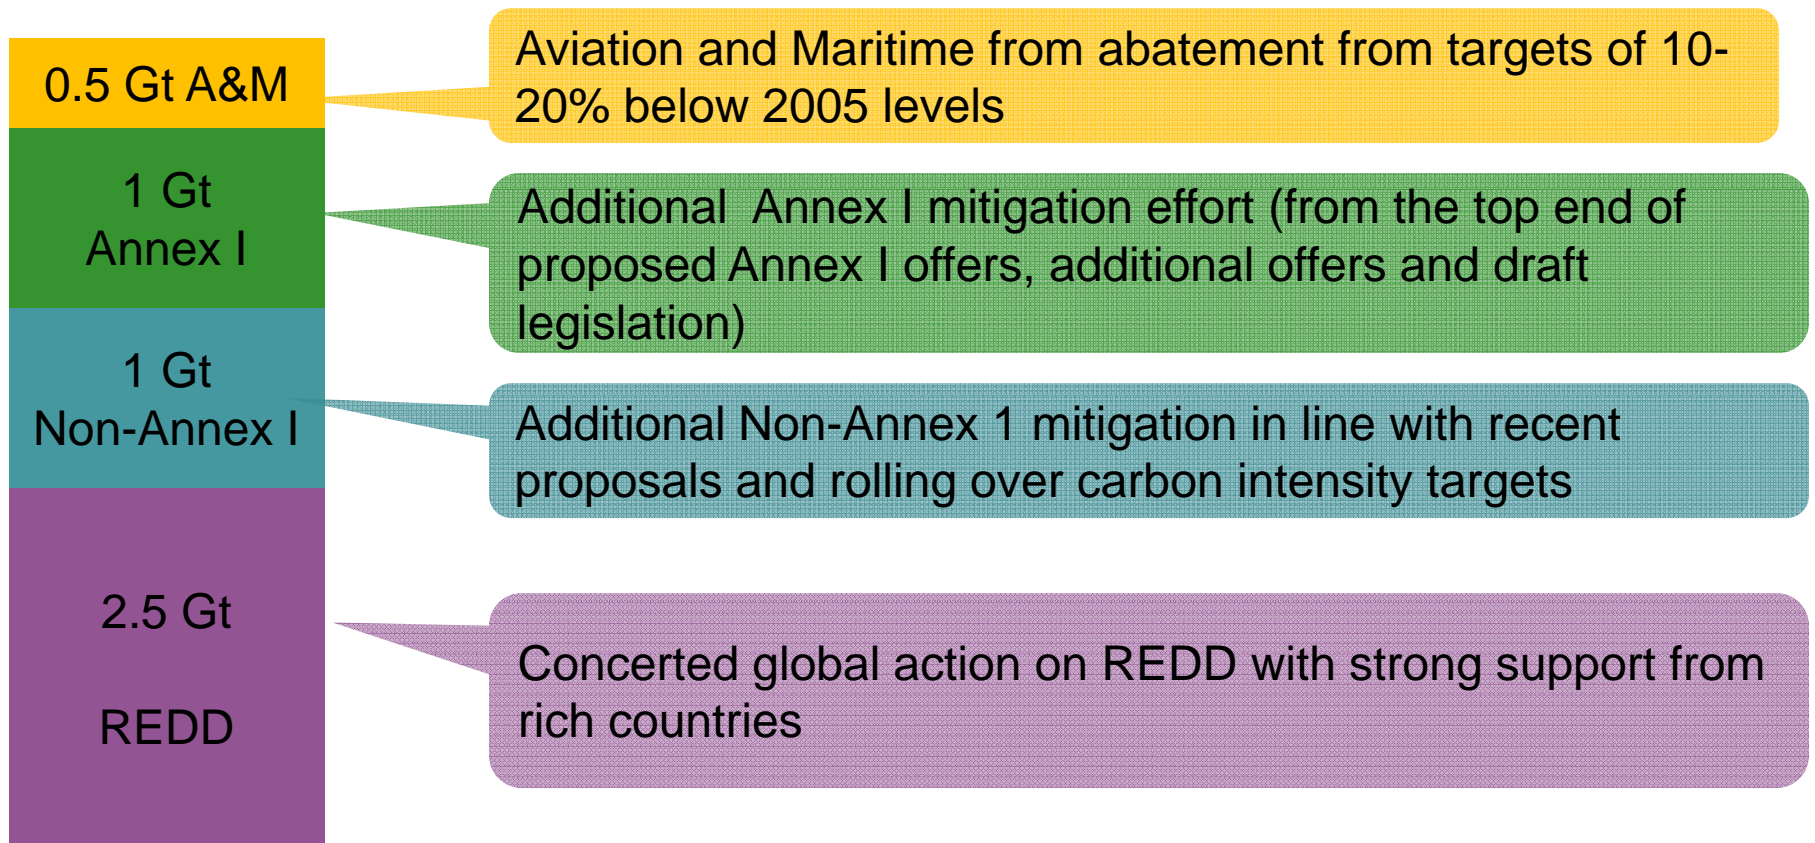 0.5 Gt A&M
Aviation and Maritime from abatement from targets of 10-
20% below 2005 levels
1 Gt
Annex I
Additional  Annex I mitigation effort (from the top end of
proposed Annex I offers, additional offers and draft
legislation)
1 Gt
Non-Annex I
Additional Non-Annex 1 mitigation in line with recent
proposals and rolling over carbon intensity targets
2.5 Gt
REDD
Concerted global action on REDD with strong support from
rich countries